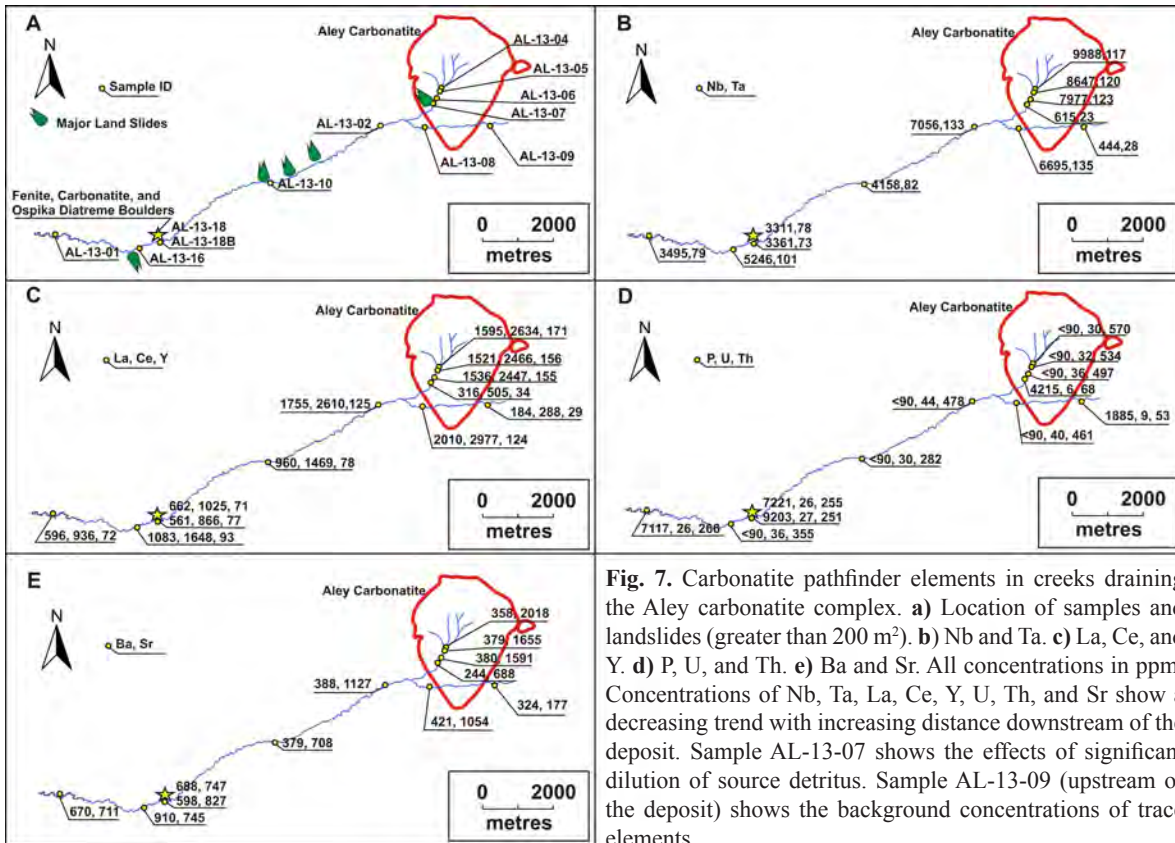 A
Aley Carbonatite
N
Sample ID
Major Land Slides
AL-13-04
AL-13-05
AL-13-06
AL-13-07
AL-13-02
AL-13-08
AL-13-09
AL-13-10
Fenite, Carbonatite, and
Ospika Diatreme Boulders
AL-13-18
AL-13-18B
AL-13-01
AL-13-16
0 2000
metres
B
Aley Carbonatite
N
Nb, Ta
9988,117
8647,120
7977,123
615,23
7056,133
444,28
6695,135
4158,82
3311,78
3361,73
3495,79
5246,101
0 2000
metres
C
Aley Carbonatite
N
La, Ce, Y
1595, 2634, 171
1521, 2466, 156
1536, 2447, 155
316, 505, 34
1755, 2610, 125
184, 288, 29
2010, 2977, 124
960, 1469, 78
662, 1025, 71
561, 866, 77
596, 936, 72
1083, 1648, 93
0 2000
metres
D
Aley Carbonatite
N
P, U, Th
<90, 30, 570
<90, 32, 534
<90, 36, 497
4215, 6, 68
<90, 44, 478
1885, 9, 53
<90, 40, 461
<90, 30, 282
7221, 26, 255
9203, 27, 251
7117, 26, 266
<90, 36, 355
0 2000
metres
E
Aley Carbonatite
N
Ba, Sr
358, 2018
379, 1655
380, 1591
244, 688
388, 1127
324, 177
421, 1054
379, 708
688, 747
598, 827
670, 711
910, 745
0 2000
metres
Fig. 7. Carbonatite pathfinder elements in creeks draining
the Aley carbonatite complex. a) Location of samples and
landslides (greater than 200 m²). b) Nb and Ta. c) La, Ce, and
Y. d) P, U, and Th. e) Ba and Sr. All concentrations in ppm
Concentrations of Nb, Ta, La, Ce, Y, U, Th, and Sr show
decreasing trend with increasing distance downstream of the
deposit. Sample AL-13-07 shows the effects of significan
dilution of source detritus. Sample AL-13-09 (upstream o
the deposit) shows the background concentrations of trac
elements